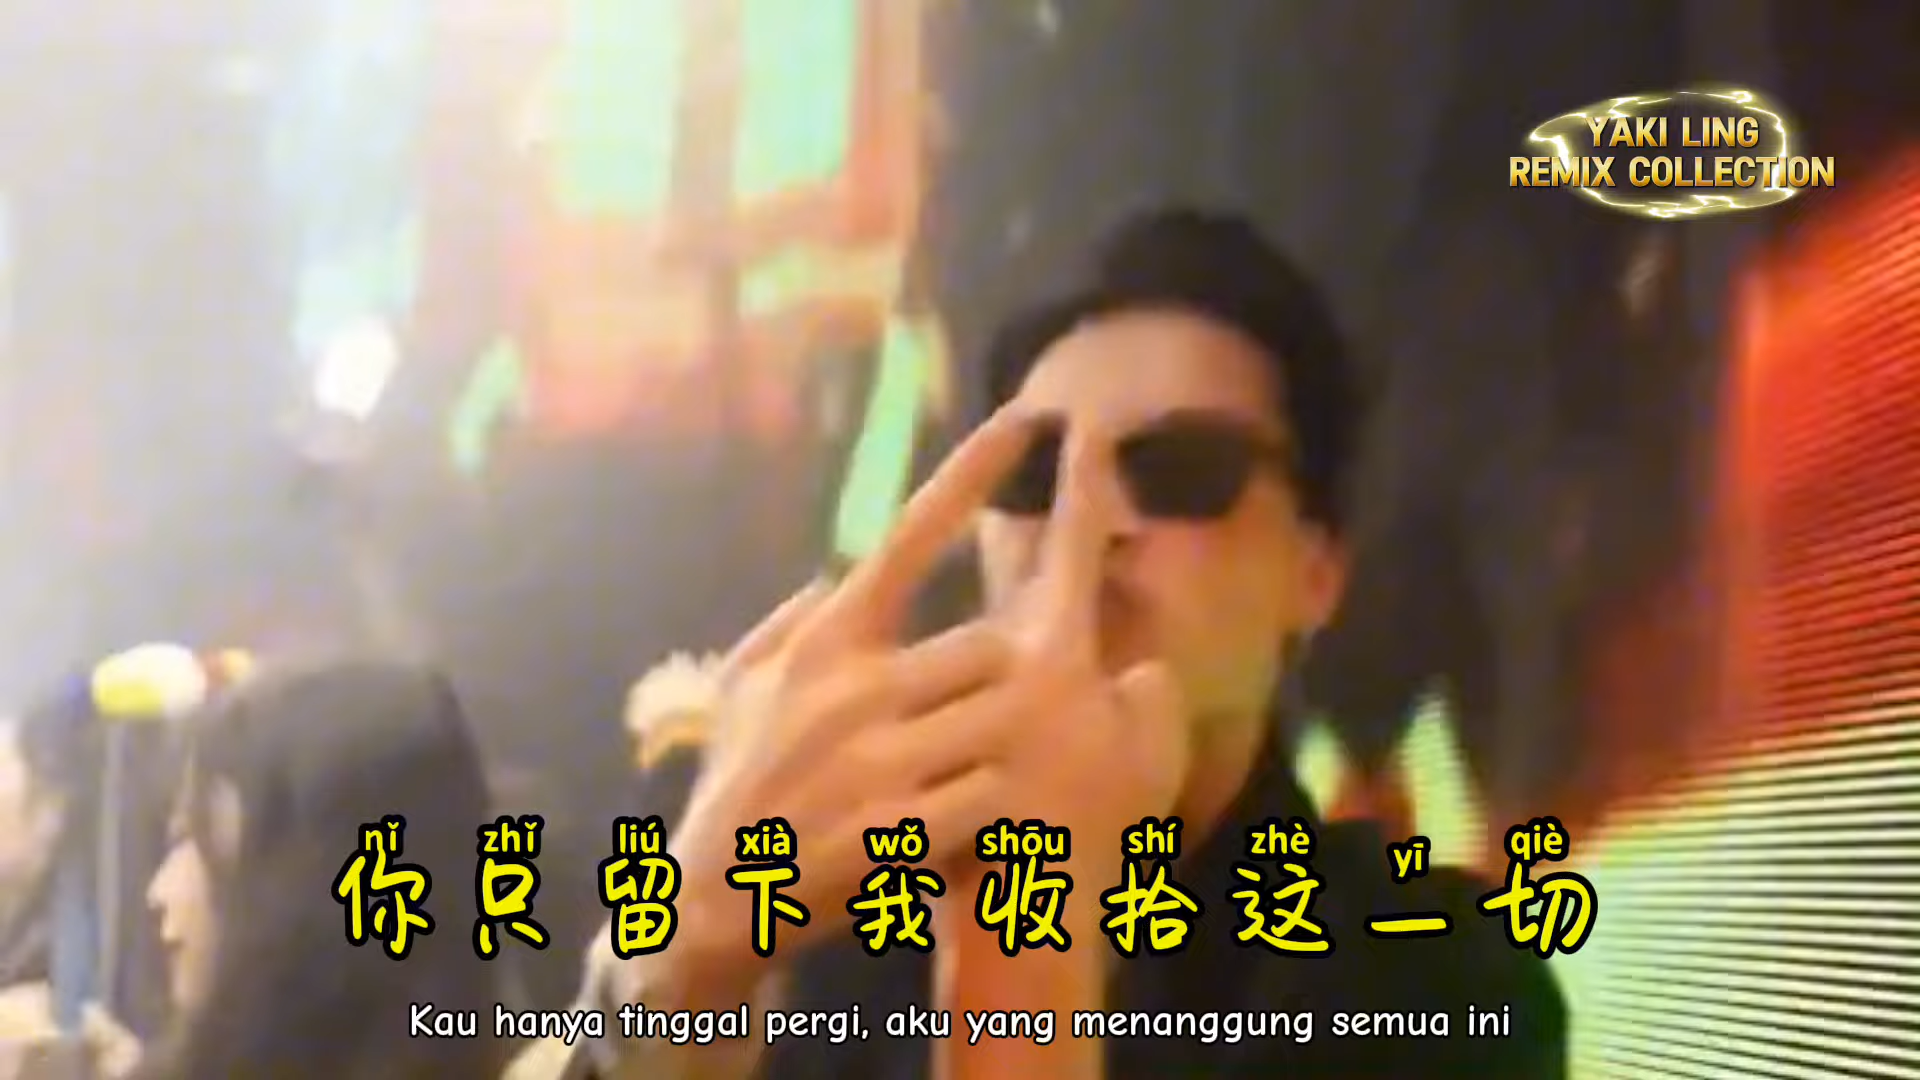 YAKI LING
REMIX COLLECTION
nǐ zhǐ liú xià wǒ shōu shí zhè yī qiè
你只留下我收拾这一切
Kau hanya tinggal pergi, aku yang menanggung semua ini